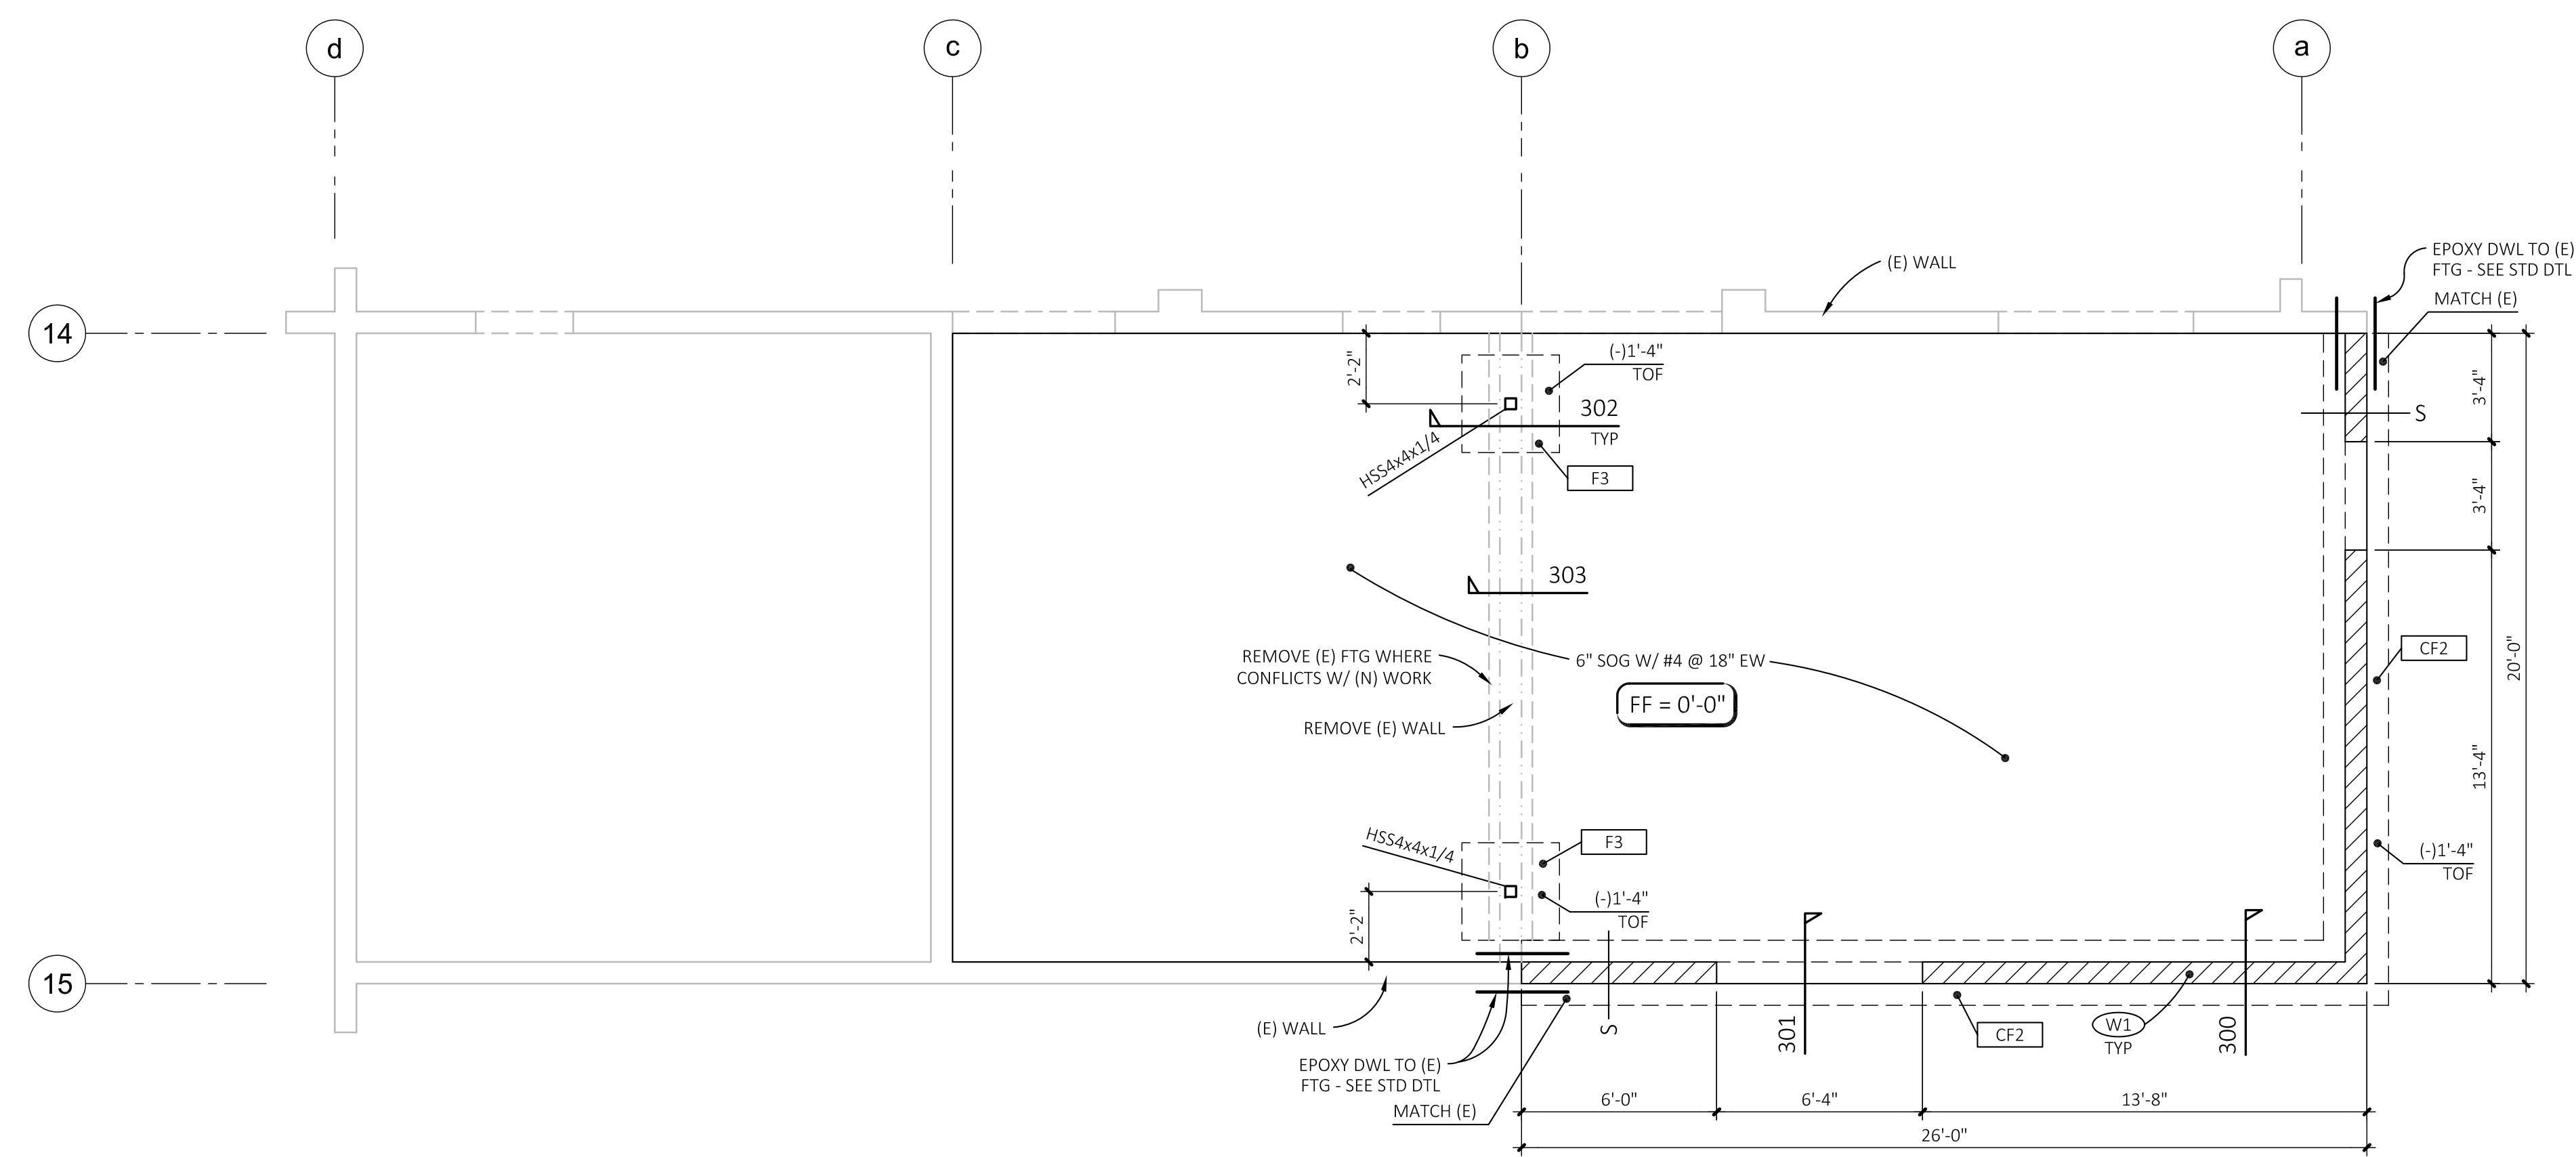 d
c
b
a
14
15
(E) WALL
EPOXY DWL TO (E)
FTG - SEE STD DTL
MATCH (E)
2'-2"
(-)1'-4"
TOF
302
TYP
HSS4x4x1/4
F3
S
3'-4"
3'-4"
13'-4"
20'-0"
303
REMOVE (E) FTG WHERE
CONFLICTS W/ (N) WORK
REMOVE (E) WALL
6" SOG W/ #4 @ 18" EW
FF = 0'-0"
CF2
(-)1'-4"
TOF
HSS4x4x1/4
F3
(-)1'-4"
TOF
2'-2"
(E) WALL
EPOXY DWL TO (E)
FTG - SEE STD DTL
MATCH (E)
S
301
CF2
W1
TYP
300
6'-0"
6'-4"
13'-8"
26'-0"